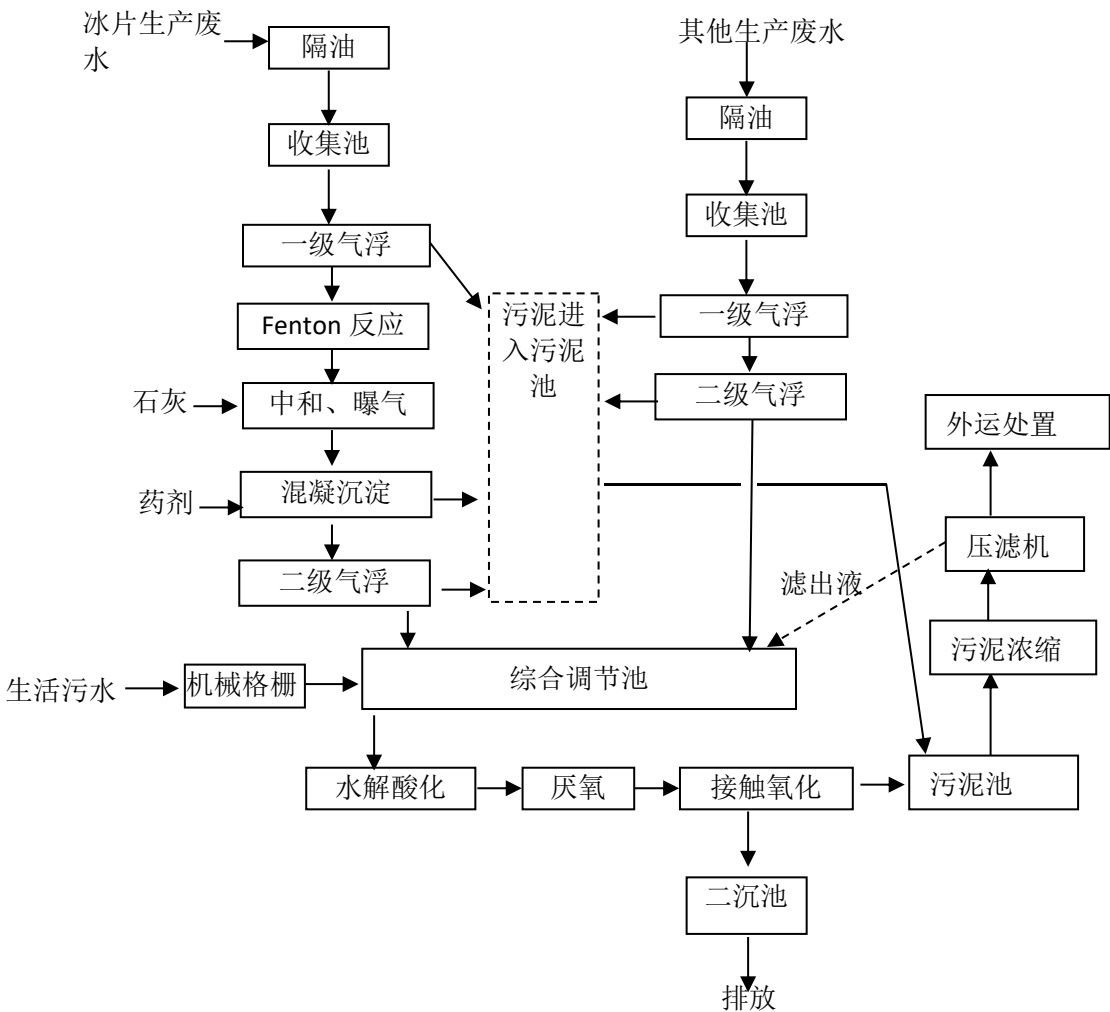 冰片生产废
水
隔油
其他生产废水
隔油
收集池
收集池
一级气浮
污泥进
入污泥
池
一级气浮
Fenton 反应
二级气浮
石灰
中和、曝气
外运处置
药剂
混凝沉淀
压滤机
二级气浮
滤出液
污泥浓缩
生活污水
机械格栅
综合调节池
水解酸化
厌氧
接触氧化
污泥池
二沉池
排放